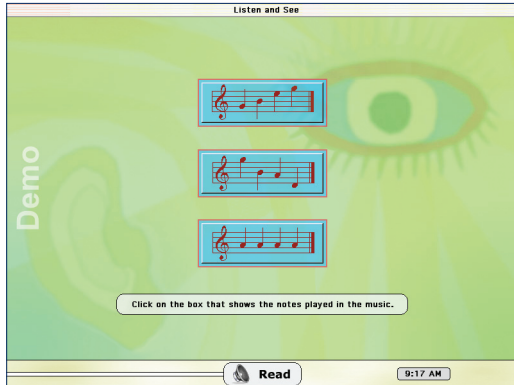 Listen and See
Demo
Click on the box that shows the notes played in the music.
Read
9:17 AM